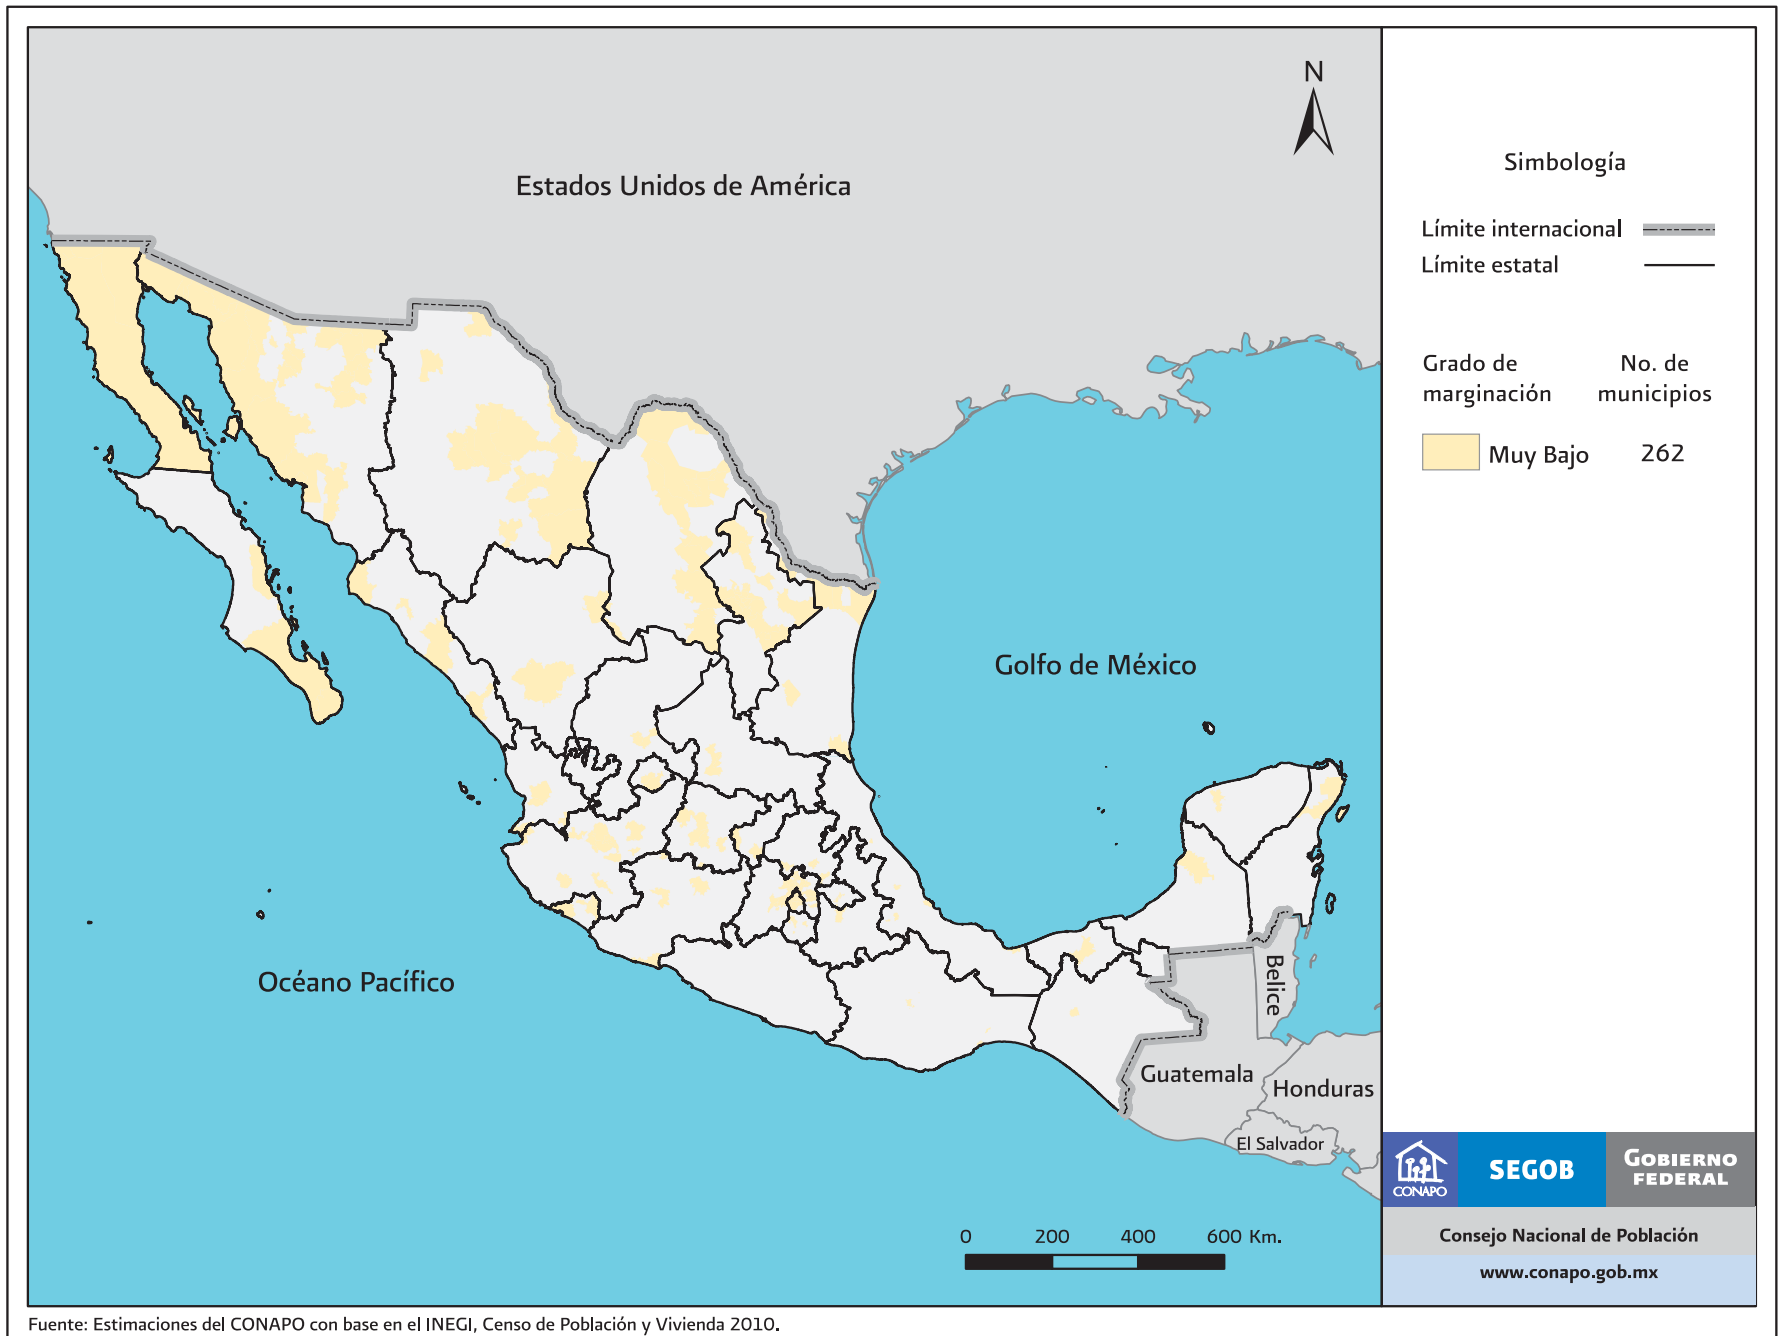 N
Estados Unidos de América
Golfo de México
Océano Pacífico
Belice
Guatemala
Honduras
El Salvador
0 200 400 600 Km.
Simbología
Límite internacional
Límite estatal
Grado de No. de
marginación municipios
Muy Bajo 262
CONAPO
SEGOB
GOBIERNO
FEDERAL
Consejo Nacional de Población
www.conapo.gob.mx
Fuente: Estimaciones del CONAPO con base en el INEGI, Censo de Población y Vivienda 2010.